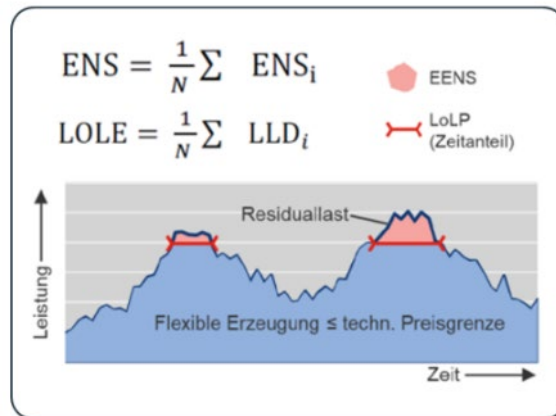 ENS = 1/N ∑ ENSᵢ
EENS
LOLE = 1/N ∑ LLDᵢ
LoLP
(Zeitanteil)
Residuallast
Leistung
Flexible Erzeugung ≤ techn. Preisgrenze
Zeit